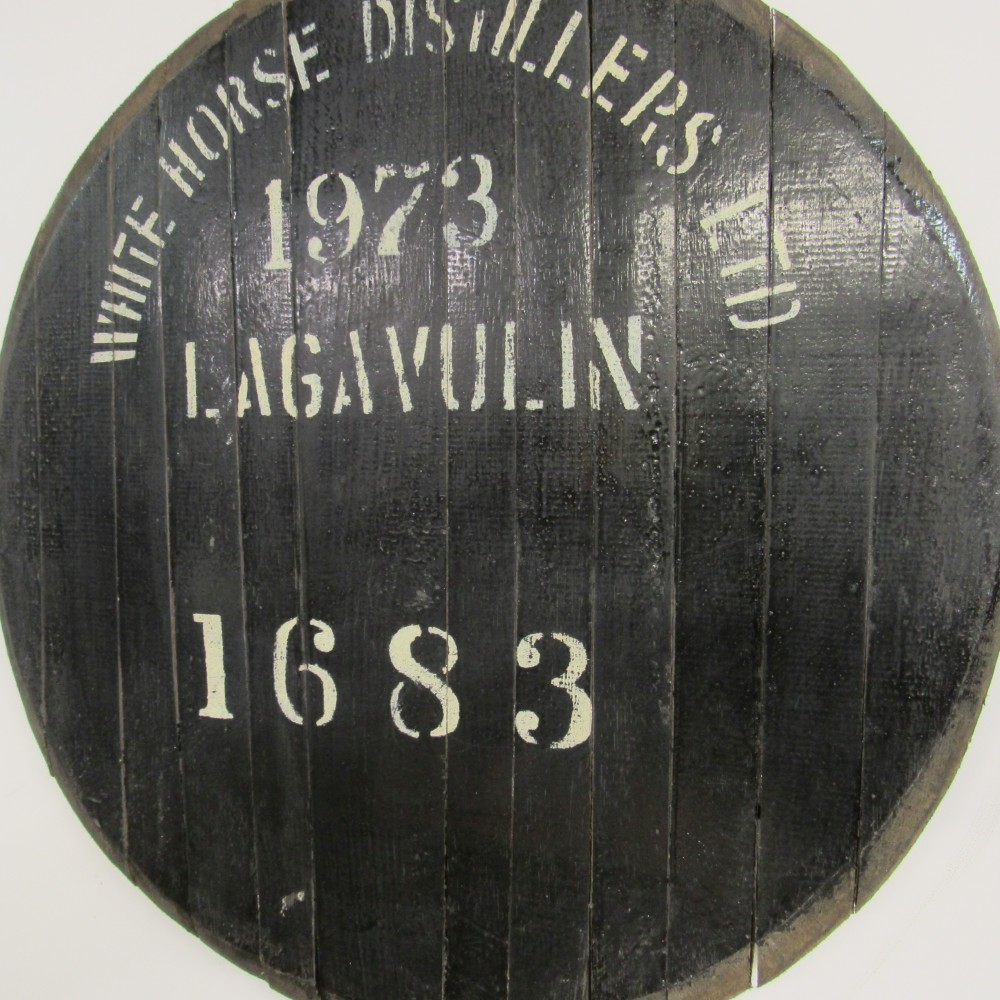 WHITE HORSE DISTILLERS LTD
1973
LAGAVULIN
1683